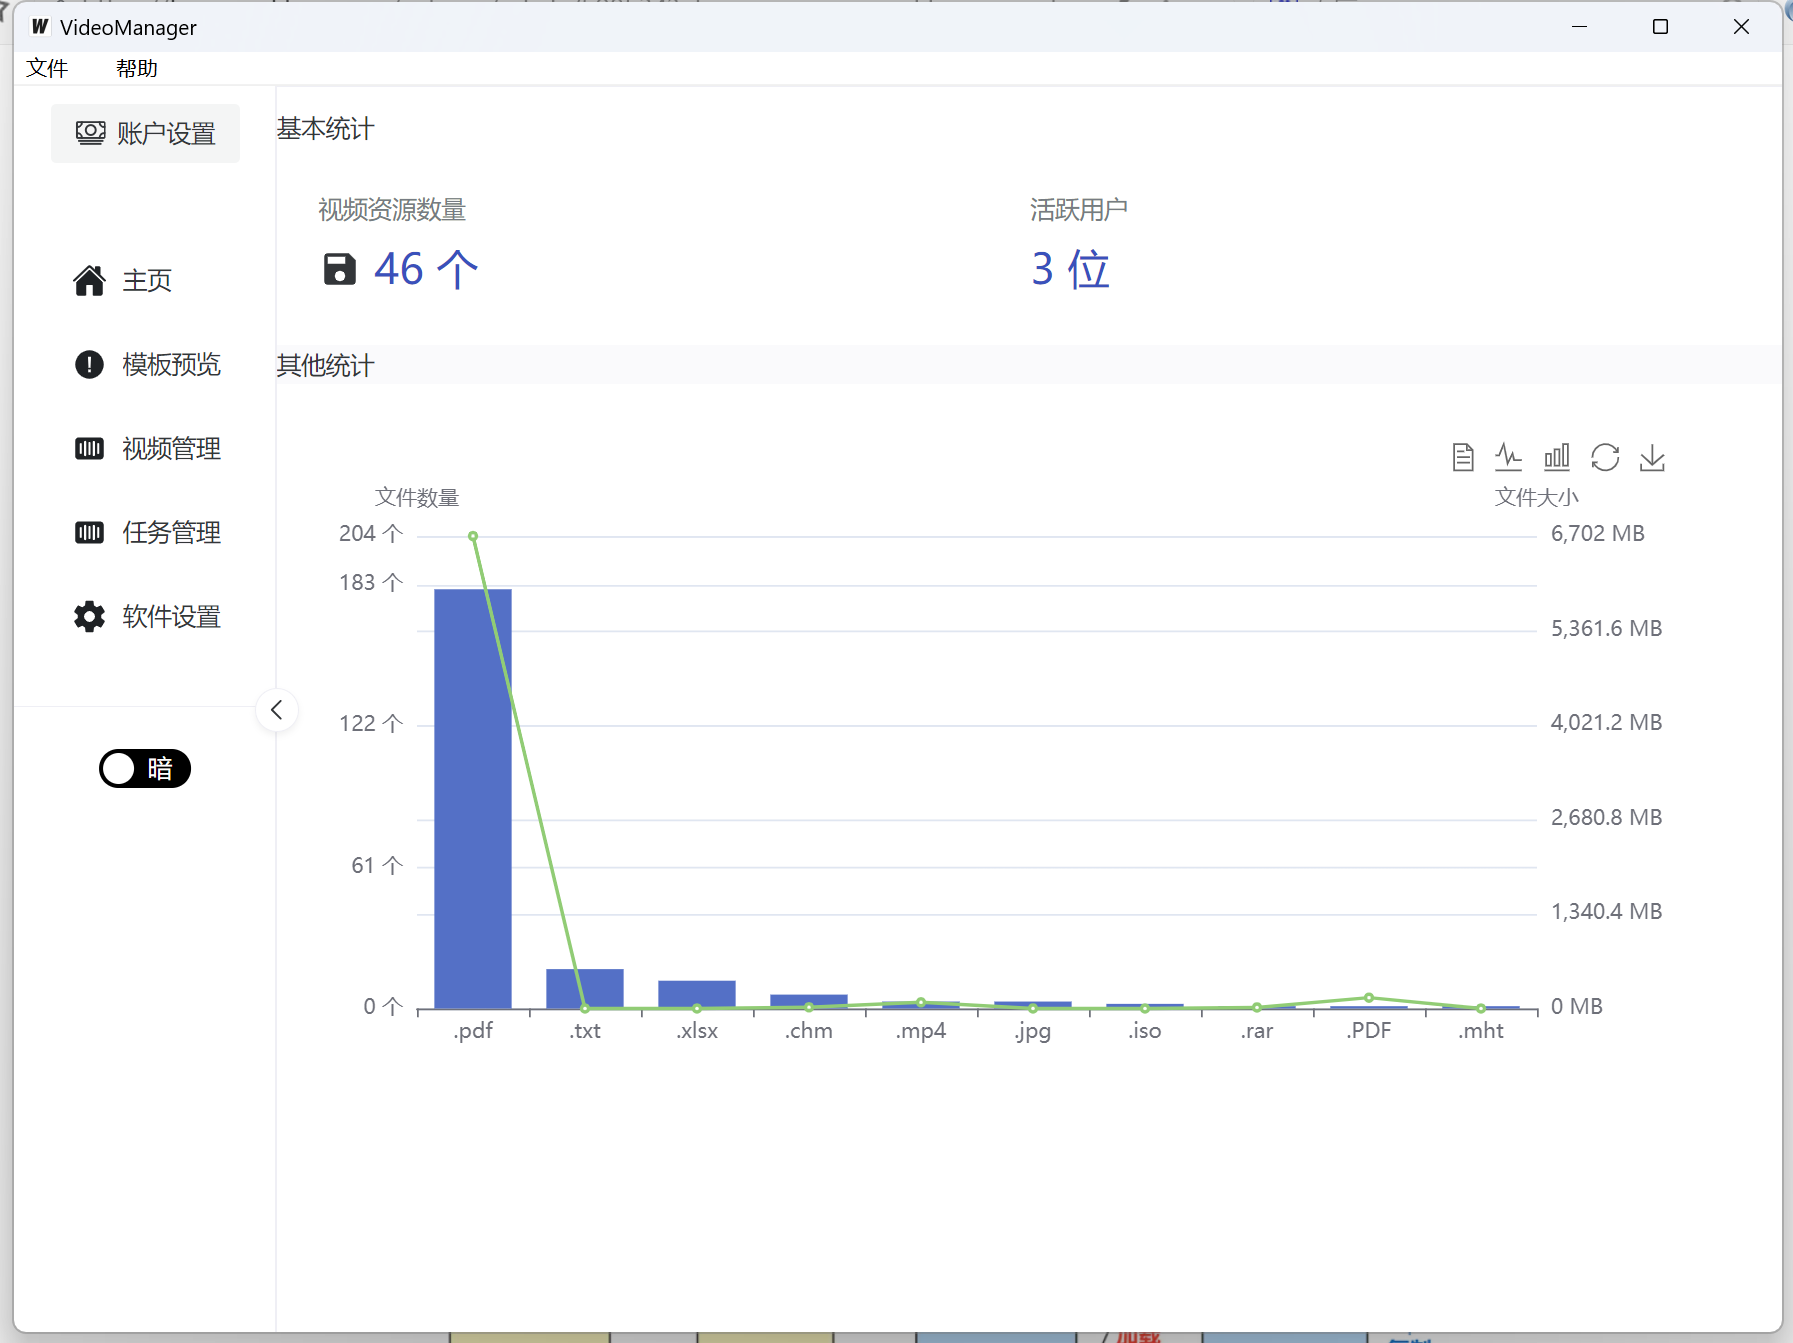 VideoManager
文件 帮助
账户设置
主页
模板预览
视频管理
任务管理
软件设置
暗
基本统计
视频资源数量 活跃用户
46 个 3 位
其他统计
文件数量 文件大小
204 个 6,702 MB
183 个
5,361.6 MB
122 个 4,021.2 MB
2,680.8 MB
61 个
1,340.4 MB
0 个 0 MB
.pdf .txt .xlsx .chm .mp4 .jpg .iso .rar .PDF .mht